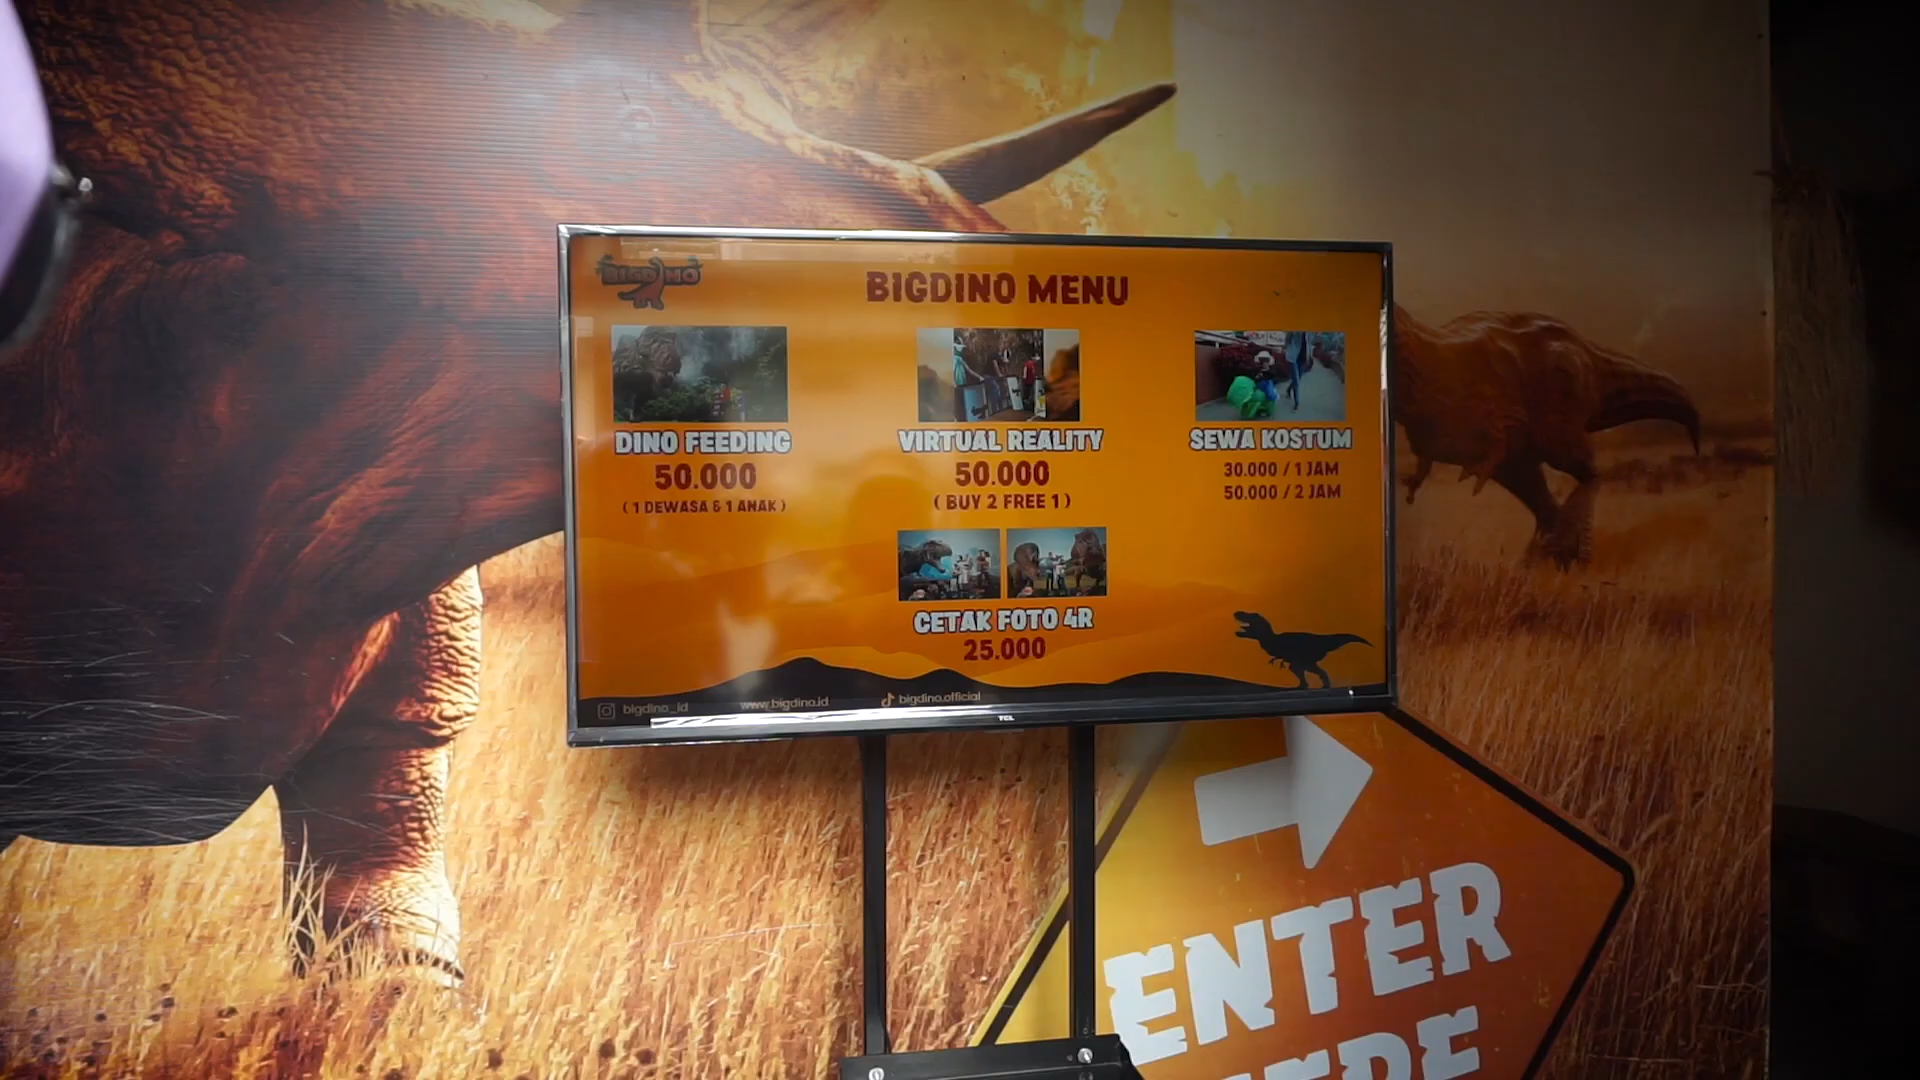 BIGDINO
BIGDINO MENU
DINO FEEDING
50.000
( 1 DEWASA & 1 ANAK )
VIRTUAL REALITY
50.000
( BUY 2 FREE 1 )
SEWA KOSTUM
30.000 / 1 JAM
50.000 / 2 JAM
CETAK FOTO 4R
25.000
bigdino_id
www.bigdino.id
bigdino.official
TCL
ENTER
HERE